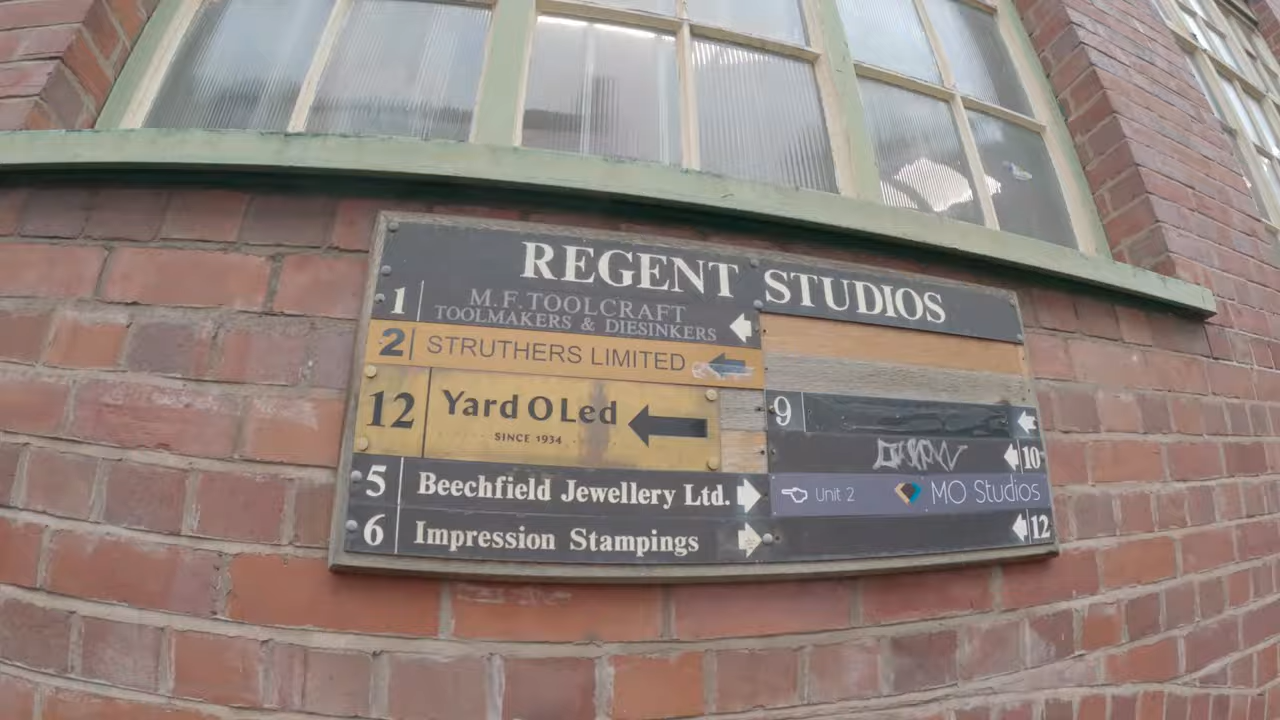 REGENT STUDIOS
1 M.F. TOOLCRAFT
TOOLMAKERS & DIESINKERS
2 STRUTHERS LIMITED
12 Yard O Led
SINCE 1934
5 Beechfield Jewellery Ltd.
6 Impression Stampings
9
10
Unit 2 MO Studios
12